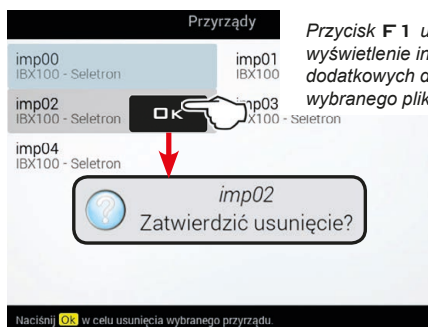 Przyrządy
Przycisk F1 u
wyświetlenie in
dodatkowych d
wybranego plik
imp00
IBX100 - Seletron
imp01
IBX100
imp02
IBX100 - Seletron
OK
imp03
X100 - Seletron
imp04
IBX100 - Seletron
imp02
Zatwierdzić usunięcie?
Naciśnij Ok w celu usunięcia wybranego przyrządu.